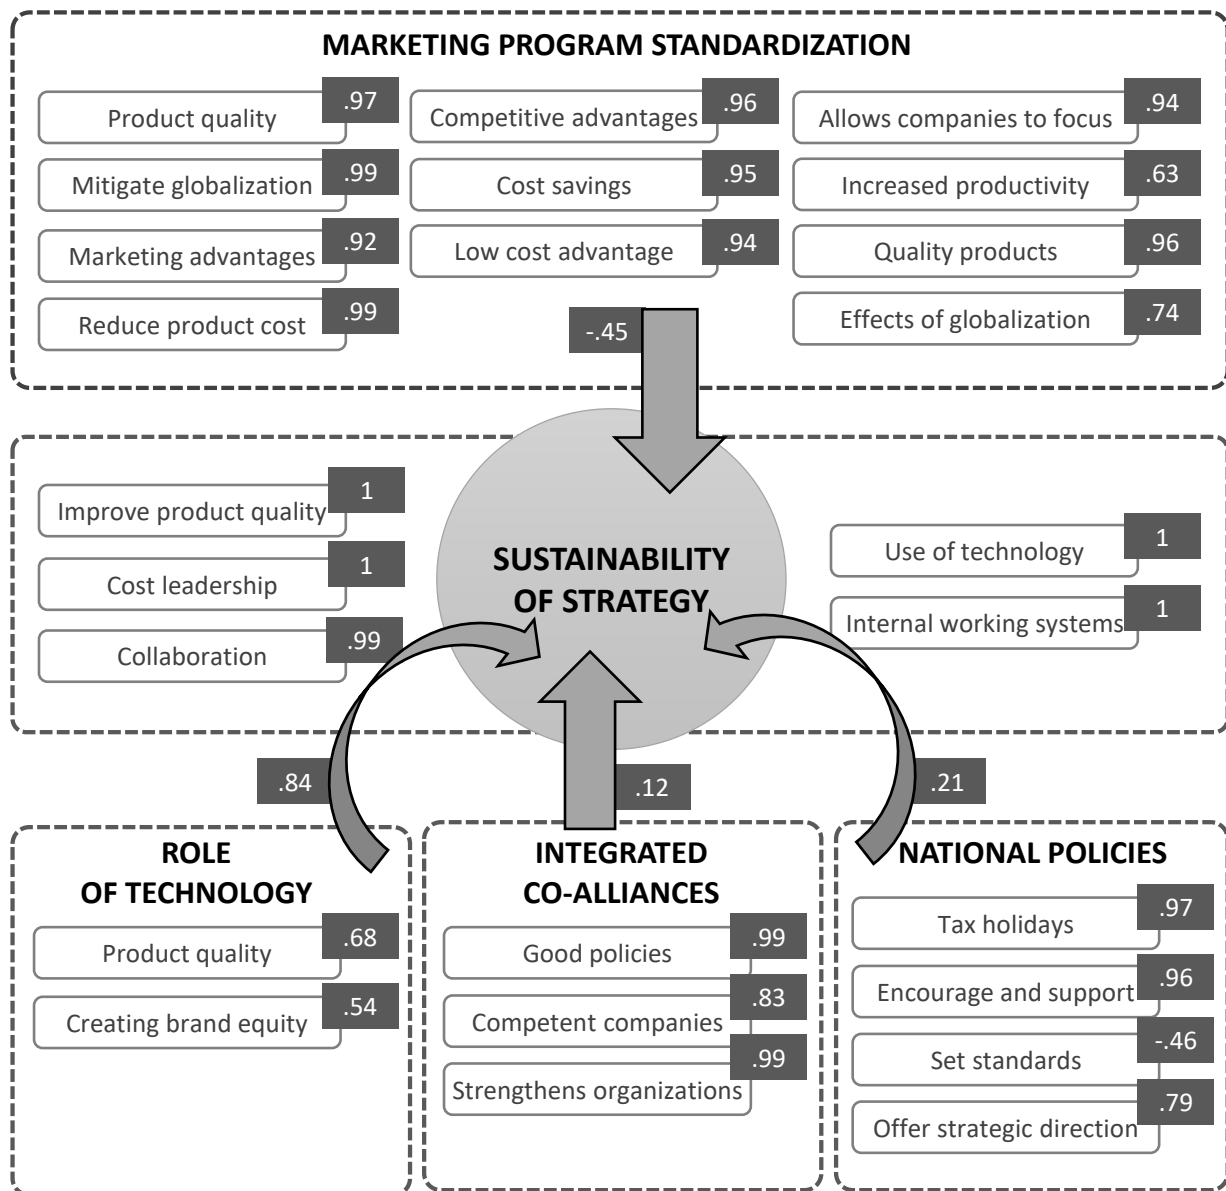 MARKETING PROGRAM STANDARDIZATION
Product quality
.97
Mitigate globalization
.99
Marketing advantages
.92
Reduce product cost
.99
Competitive advantages
.96
Cost savings
.95
Low cost advantage
.94
Allows companies to focus
.94
Increased productivity
.63
Quality products
.96
Effects of globalization
.74
-.45
Improve product quality
1
Cost leadership
1
Collaboration
.99
SUSTAINABILITY
OF STRATEGY
Use of technology
1
Internal working systems
1
.84
.12
.21
ROLE
OF TECHNOLOGY
Product quality
.68
Creating brand equity
.54
INTEGRATED
CO-ALLIANCES
Good policies
.99
Competent companies
.83
Strengthens organizations
.99
NATIONAL POLICIES
Tax holidays
.97
Encourage and support
.96
Set standards
-.46
Offer strategic direction
.79